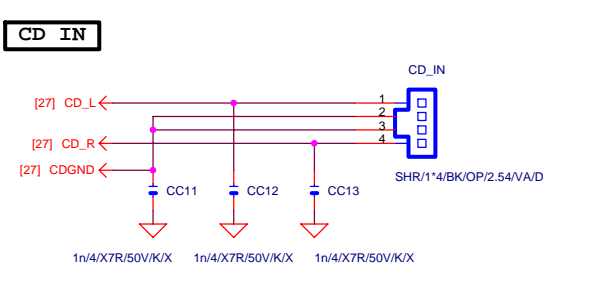 CD IN
CD_IN
[27] CD_L
1
2
3
[27] CD_R
4
[27] CDGND
SHR/1*4/BK/OP/2.54/VA/D
CC11
CC12
CC13
1n/4/X7R/50V/K/X
1n/4/X7R/50V/K/X
1n/4/X7R/50V/K/X